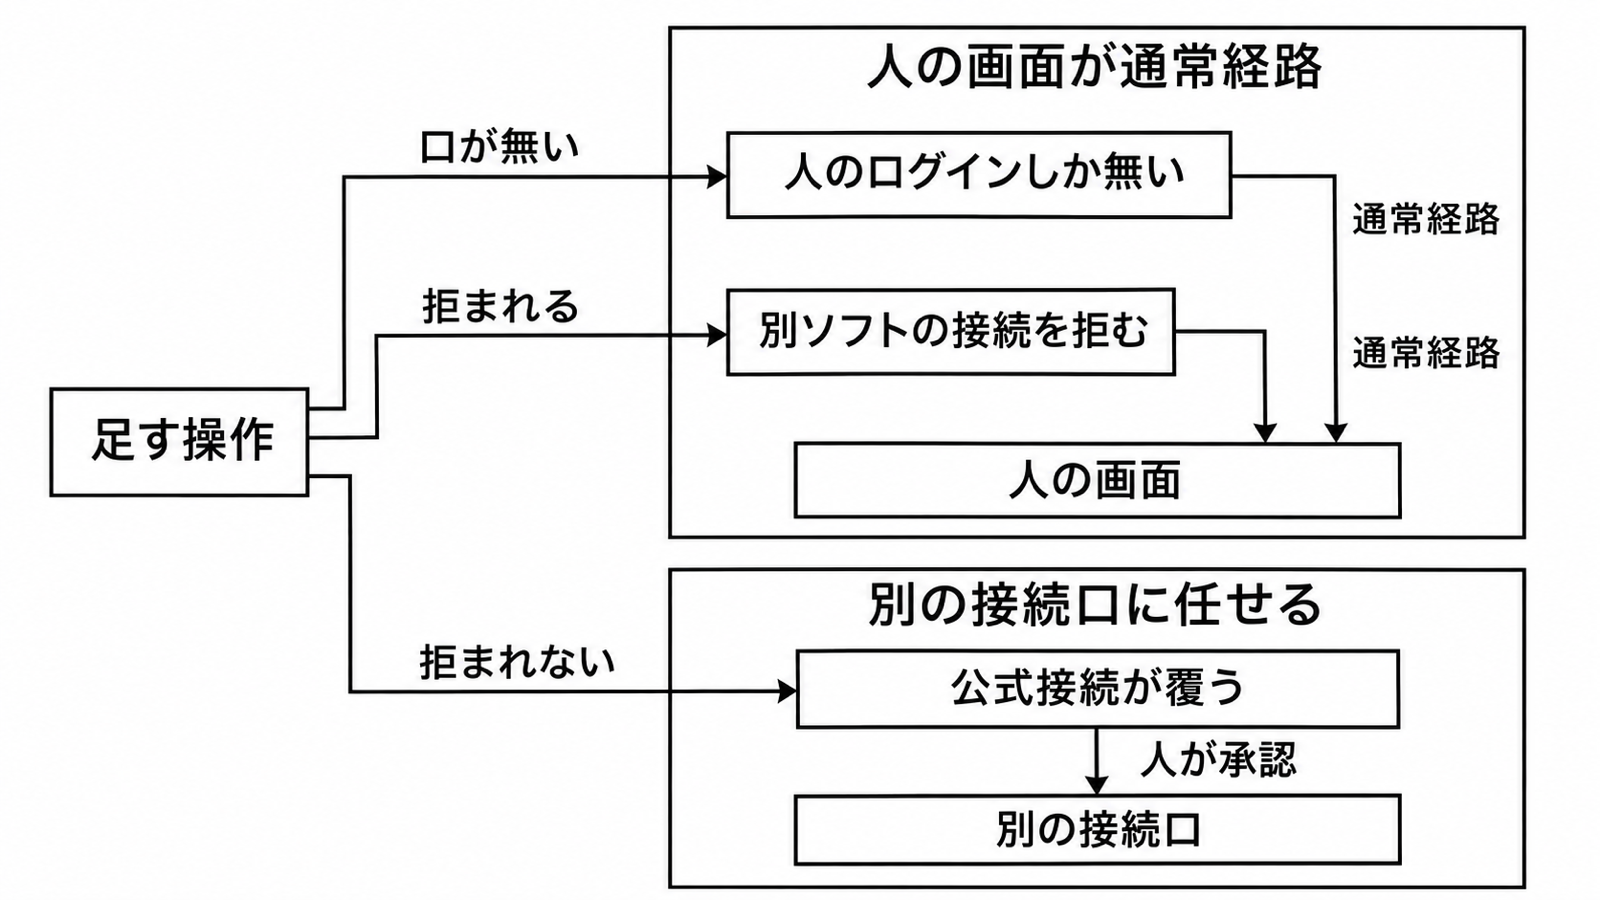 人の画面が通常経路
口が無い
人のログインしか無い
通常経路
拒まれる
別ソフトの接続を拒む
通常経路
足す操作
人の画面
別の接続口に任せる
拒まれない
公式接続が覆う
人が承認
別の接続口